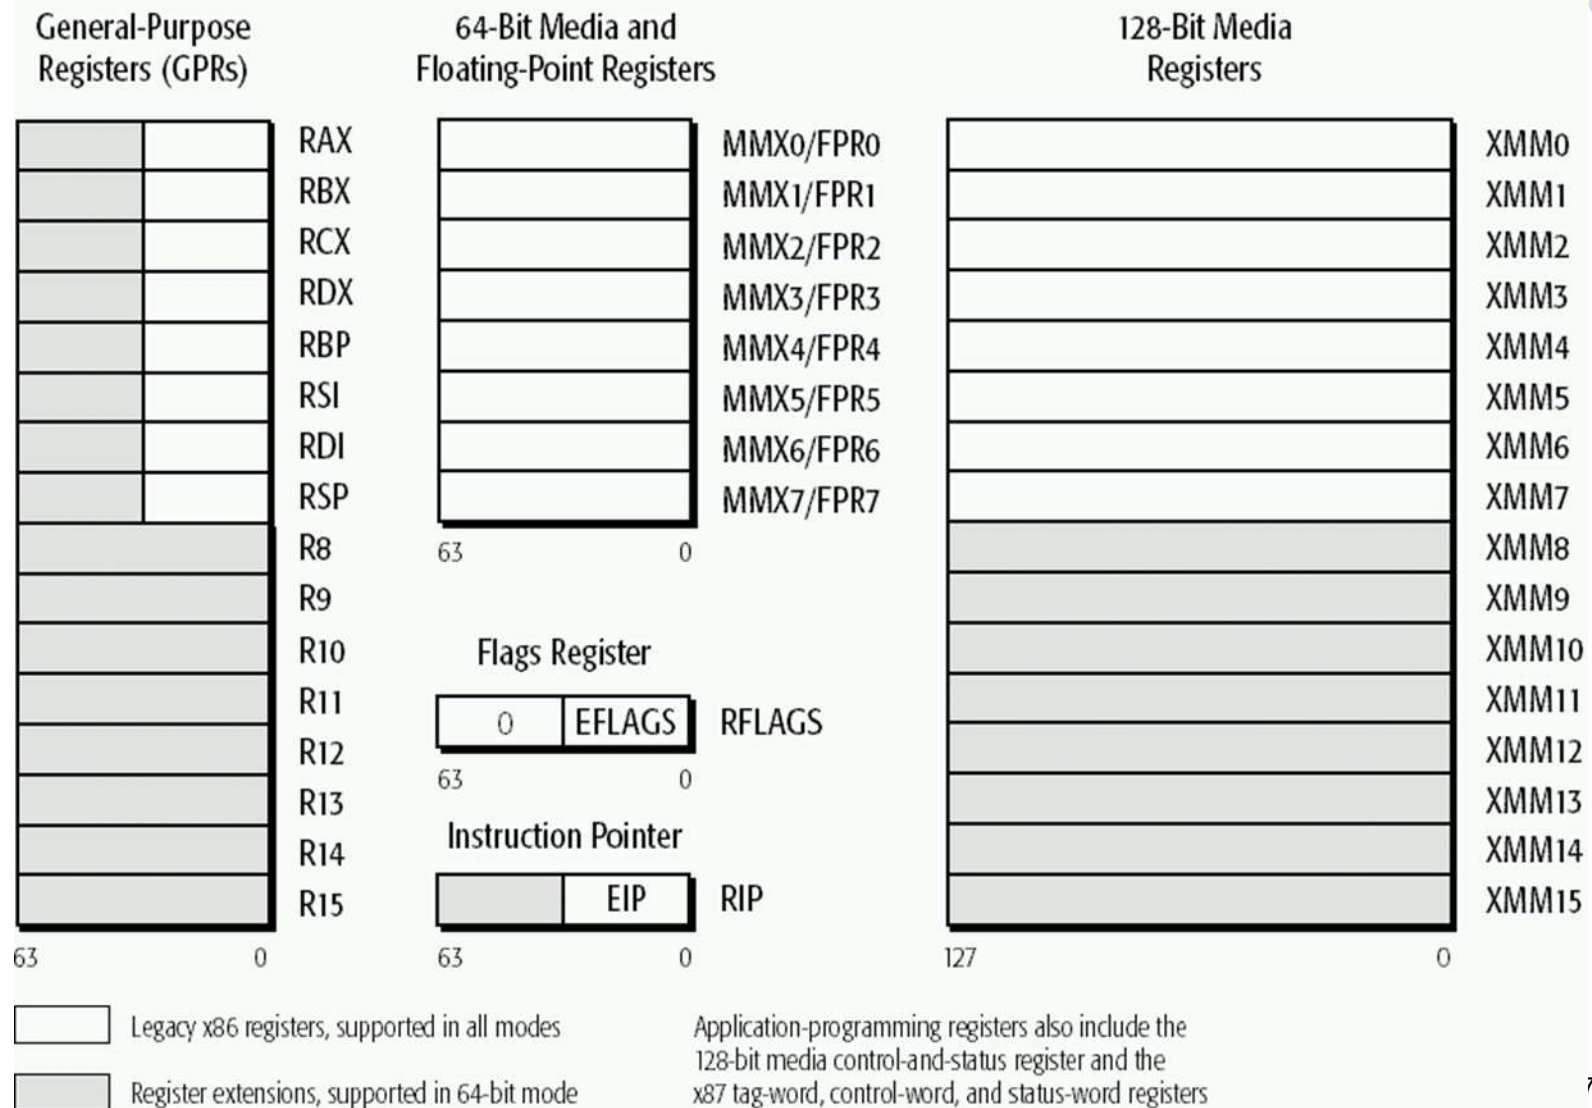 General-Purpose
Registers (GPRs)
RAX
RBX
RCX
RDX
RBP
RSI
RDI
RSP
R8
R9
R10
R11
R12
R13
R14
R15
63 0
64-Bit Media and
Floating-Point Registers
MMX0/FPR0
MMX1/FPR1
MMX2/FPR2
MMX3/FPR3
MMX4/FPR4
MMX5/FPR5
MMX6/FPR6
MMX7/FPR7
63 0
Flags Register
0 EFLAGS RFLAGS
63 0
Instruction Pointer
EIP RIP
63 0
128-Bit Media
Registers
XMM0
XMM1
XMM2
XMM3
XMM4
XMM5
XMM6
XMM7
XMM8
XMM9
XMM10
XMM11
XMM12
XMM13
XMM14
XMM15
127 0
Legacy x86 registers, supported in all modes
Register extensions, supported in 64-bit mode
Application-programming registers also include the
128-bit media control-and-status register and the
x87 tag-word, control-word, and status-word registers